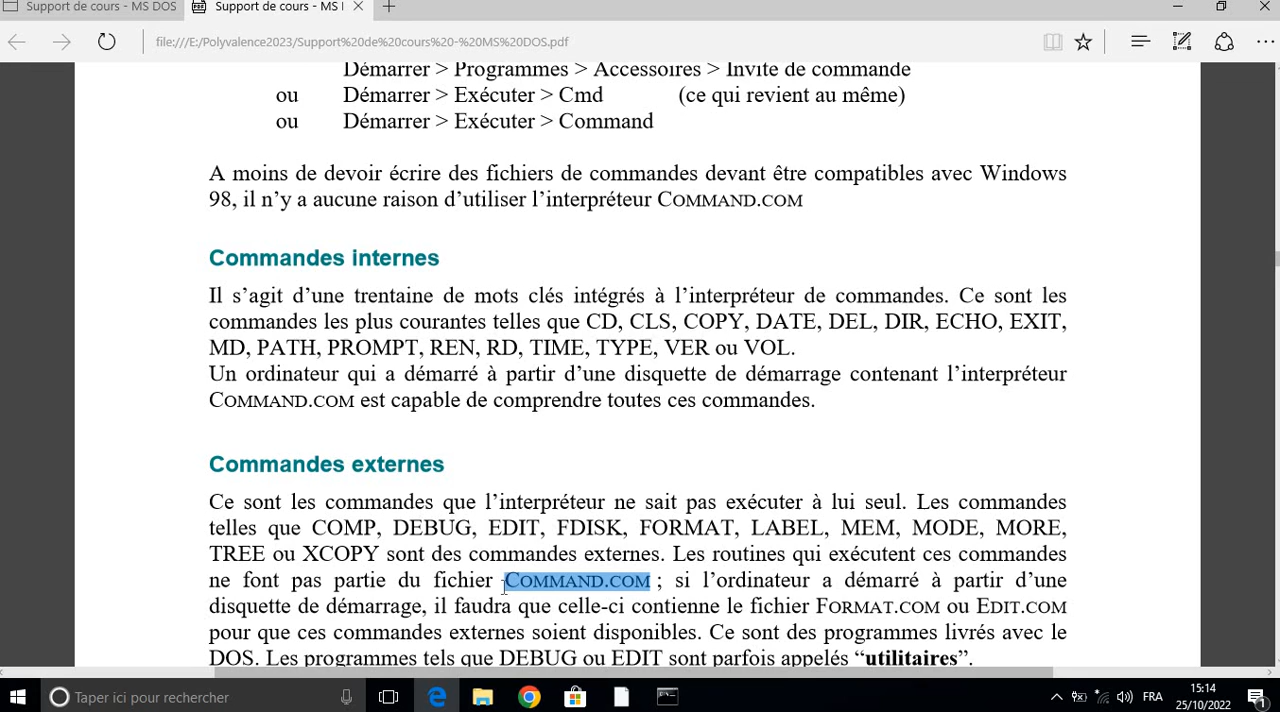 Support de cours - MS DOS
Support de cours - MS I
file:///E:/Polyvalence2023/Support%20de%20cours%20-%20MS%20DOS.pdf
Démarrer > Programmes > Accessoires > Invite de commande
ou Démarrer > Exécuter > Cmd (ce qui revient au même)
ou Démarrer > Exécuter > Command
A moins de devoir écrire des fichiers de commandes devant être compatibles avec Windows
98, il n’y a aucune raison d’utiliser l’interpréteur COMMAND.COM
Commandes internes
Il s’agit d’une trentaine de mots clés intégrés à l’interpréteur de commandes. Ce sont les
commandes les plus courantes telles que CD, CLS, COPY, DATE, DEL, DIR, ECHO, EXIT,
MD, PATH, PROMPT, REN, RD, TIME, TYPE, VER ou VOL.
Un ordinateur qui a démarré à partir d’une disquette de démarrage contenant l’interpréteur
COMMAND.COM est capable de comprendre toutes ces commandes.
Commandes externes
Ce sont les commandes que l’interpréteur ne sait pas exécuter à lui seul. Les commandes
telles que COMP, DEBUG, EDIT, FDISK, FORMAT, LABEL, MEM, MODE, MORE,
TREE ou XCOPY sont des commandes externes. Les routines qui exécutent ces commandes
ne font pas partie du fichier COMMAND.COM ; si l’ordinateur a démarré à partir d’une
disquette de démarrage, il faudra que celle-ci contienne le fichier FORMAT.COM ou EDIT.COM
pour que ces commandes externes soient disponibles. Ce sont des programmes livrés avec le
DOS. Les programmes tels que DEBUG ou EDIT sont parfois appelés “utilitaires”.
Taper ici pour rechercher
FRA
15:14
25/10/2022
1